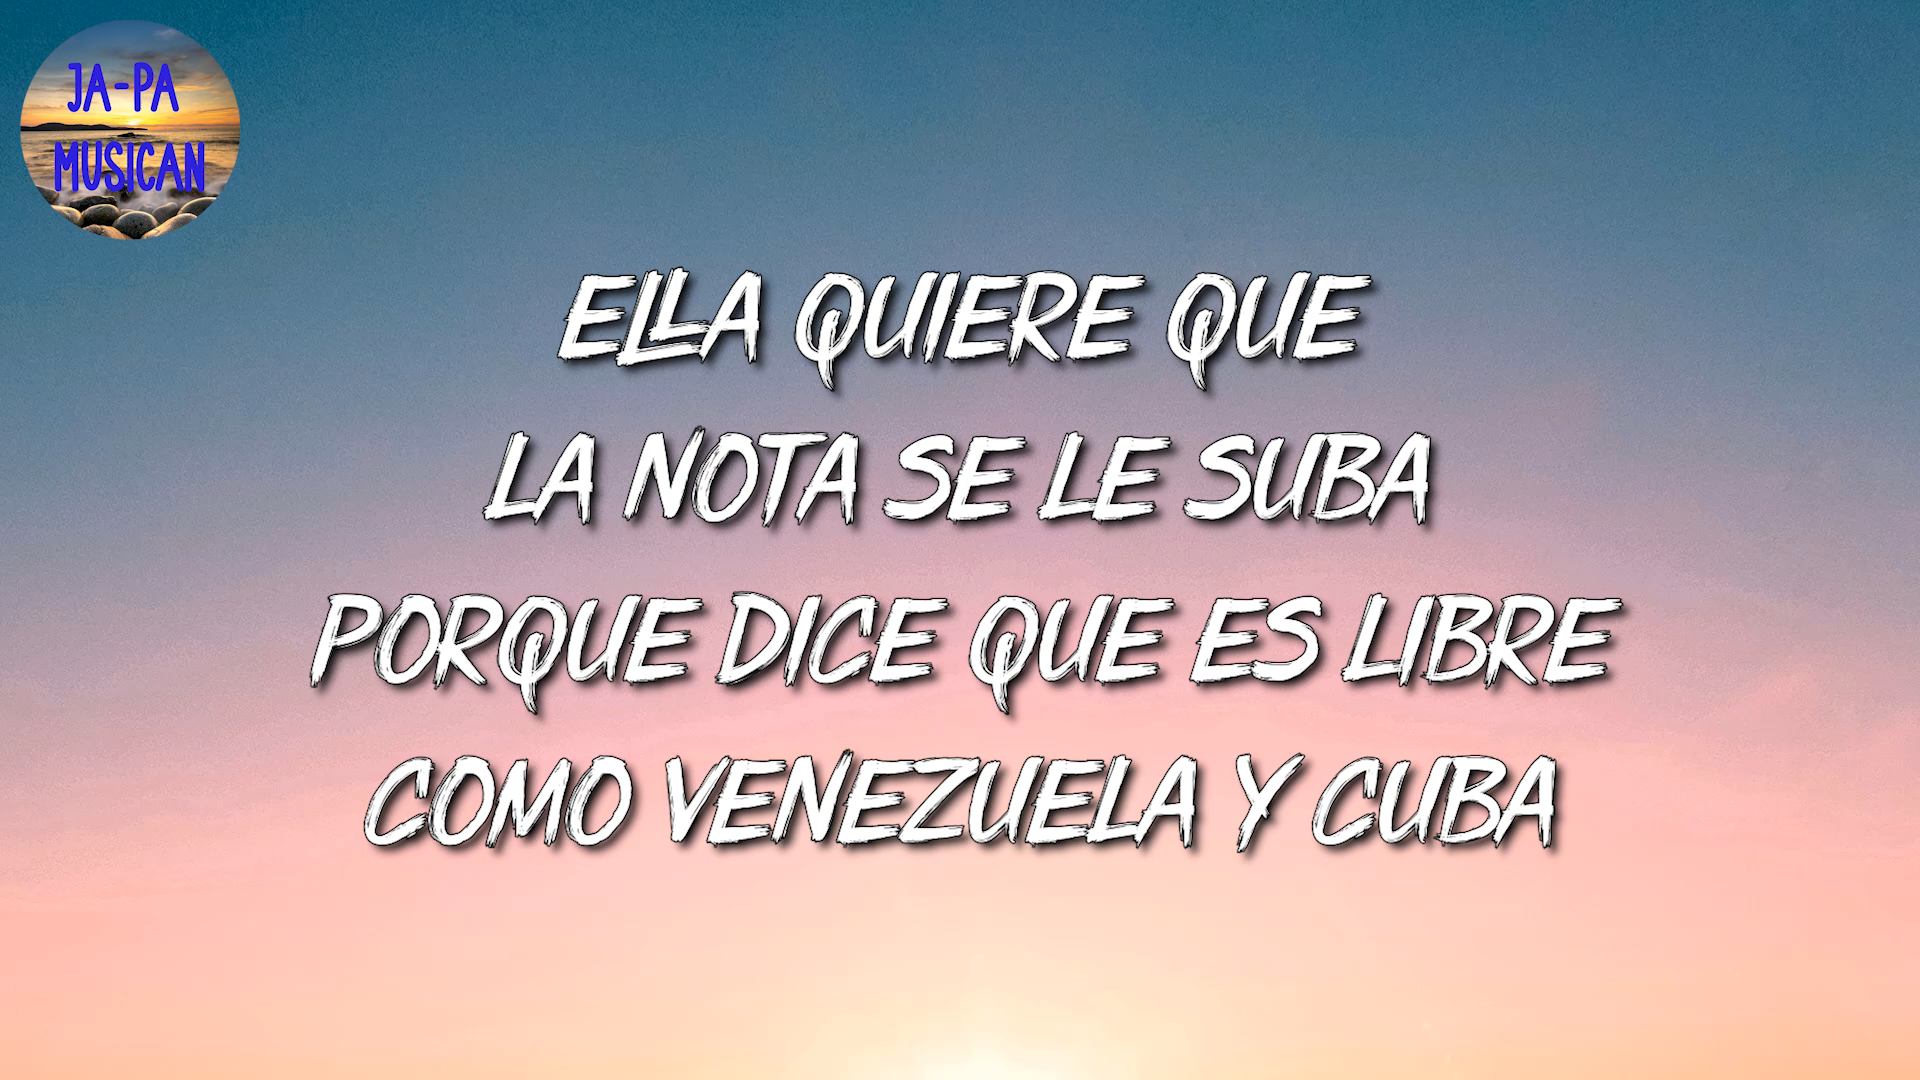 JA-PA
MUSICAN
ELLA QUIERE QUE
LA NOTA SE LE SUBA
PORQUE DICE QUE ES LIBRE
COMO VENEZUELA Y CUBA